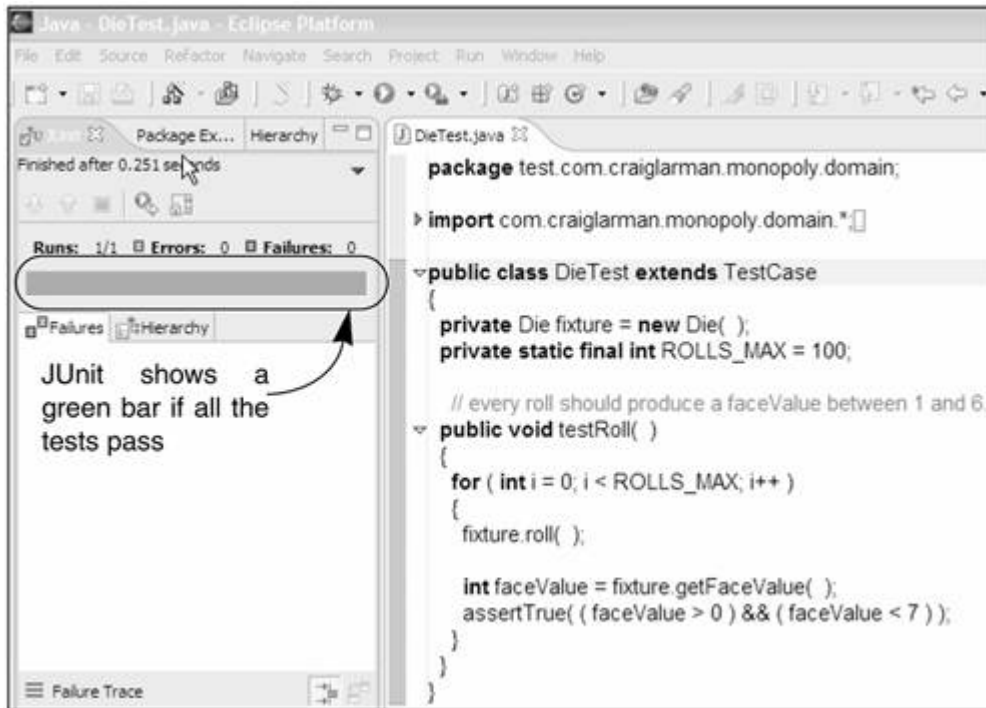 Java - DieTest.java - Eclipse Platform
File Edit Source Refactor Navigate Search Project Run Window Help
Package Ex... Hierarchy
Finished after 0.251 seconds
Runs: 1/1 Errors: 0 Failures: 0
Failures Hierarchy
JUnit shows a
green bar if all the
tests pass
Failure Trace
DieTest.java
package test.com.craiglarman.monopoly.domain;
import com.craiglarman.monopoly.domain.*;
public class DieTest extends TestCase
{
private Die fixture = new Die( );
private static final int ROLLS_MAX = 100;
// every roll should produce a faceValue between 1 and 6.
public void testRoll( )
{
for ( int i = 0; i < ROLLS_MAX; i++ )
{
fixture.roll( );
int faceValue = fixture.getFaceValue( );
assertTrue( ( faceValue > 0 ) && ( faceValue < 7 ) );
}
}
}